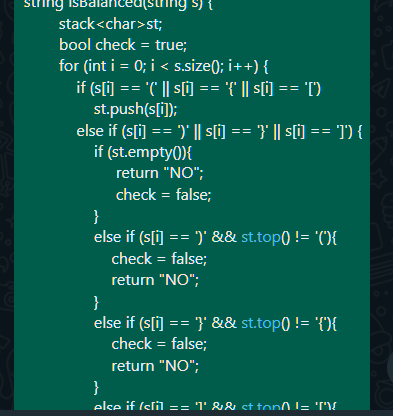 string isBalanced(string s) {
stack<char>st;
bool check = true;
for (int i = 0; i < s.size(); i++) {
if (s[i] == '(' || s[i] == '{' || s[i] == '[')
st.push(s[i]);
else if (s[i] == ')' || s[i] == '}' || s[i] == ']') {
if (st.empty()){
return "NO";
check = false;
}
else if (s[i] == ')' && st.top() != '('){
check = false;
return "NO";
}
else if (s[i] == '}' && st.top() != '{'){
check = false;
return "NO";
}
else if (s[i] == ']' && st.top() != '['){